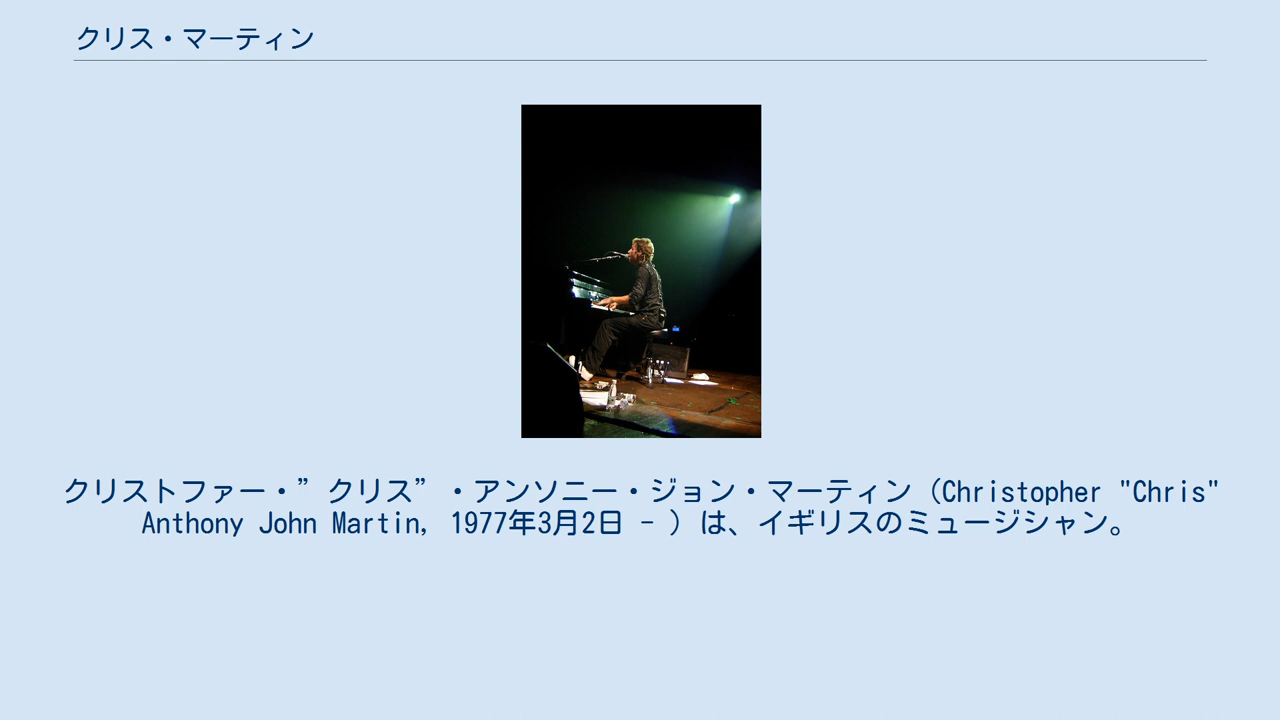 クリス・マーティン
クリストファー・”クリス”・アンソニー・ジョン・マーティン（Christopher "Chris"
Anthony John Martin, 1977年3月2日 - ）は、イギリスのミュージシャン。